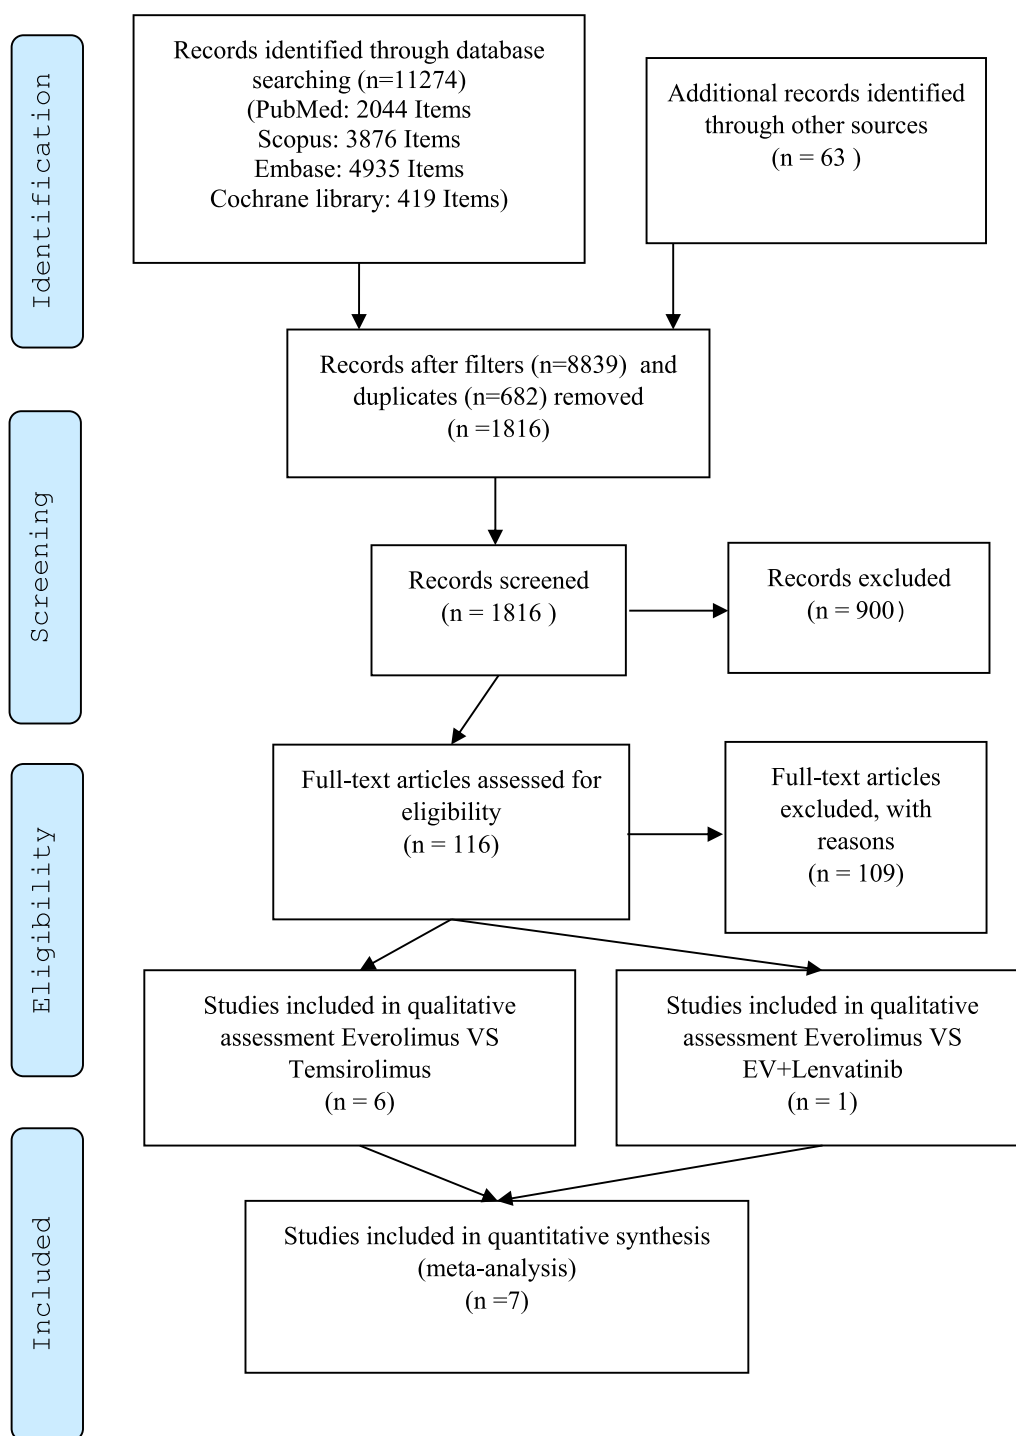 Identification
Records identified through database
searching (n=11274)
(PubMed: 2044 Items
Scopus: 3876 Items
Embase: 4935 Items
Cochrane library: 419 Items)
Additional records identified
through other sources
(n = 63 )
Records after filters (n=8839) and
duplicates (n=682) removed
(n =1816)
Screening
Records screened
(n = 1816 )
Records excluded
(n = 900)
Eligibility
Full-text articles assessed for
eligibility
(n = 116)
Full-text articles
excluded, with
reasons
(n = 109)
Studies included in qualitative
assessment Everolimus VS
Temsirolimus
(n = 6)
Studies included in qualitative
assessment Everolimus VS
EV+Lenvatinib
(n = 1)
Included
Studies included in quantitative synthesis
(meta-analysis)
(n =7)